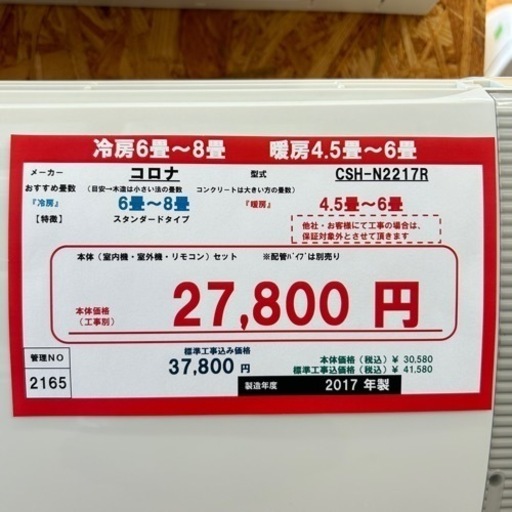 冷房6畳～8畳 暖房4.5畳～6畳
メーカー コロナ 型式 CSH-N2217R
おすすめ畳数 (目安→木造は小さい法の畳数 コンクリートは大きい方の畳数)
『冷房』 6畳～8畳 『暖房』 4.5畳～6畳
【特徴】 スタンダードタイプ
他社・お客様にて工事の場合は、
保証対象外とさせて頂きます
本体（室内機・室外機・リモコン）セット ※配管ﾊﾟｲﾌﾟは別売り
本体価格
(工事別)
27,800 円
管理NO
2165
標準工事込み価格
37,800 円
本体価格（税込）¥ 30,580
標準工事込価格（税込）¥ 41,580
製造年度 2017 年製